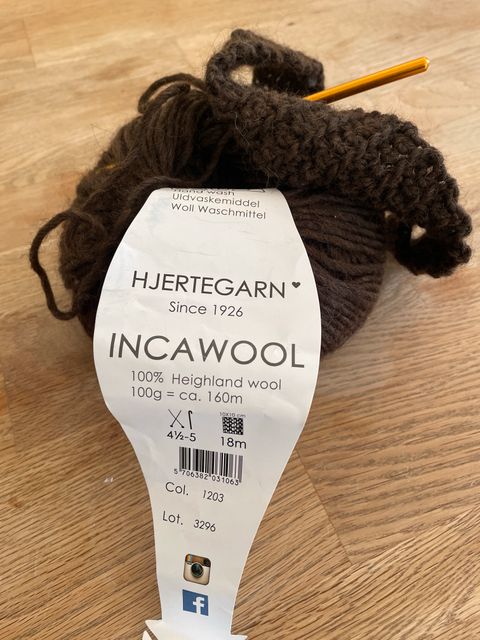 Hand wash
Uldvaskemiddel
Woll Waschmittel
HJERTEGARN
Since 1926
INCAWOOL
100% Heighland wool
100g = ca. 160m
10X10 cm
4½-5 18m
5 706382 031063
Col. 1203
Lot. 3296
f